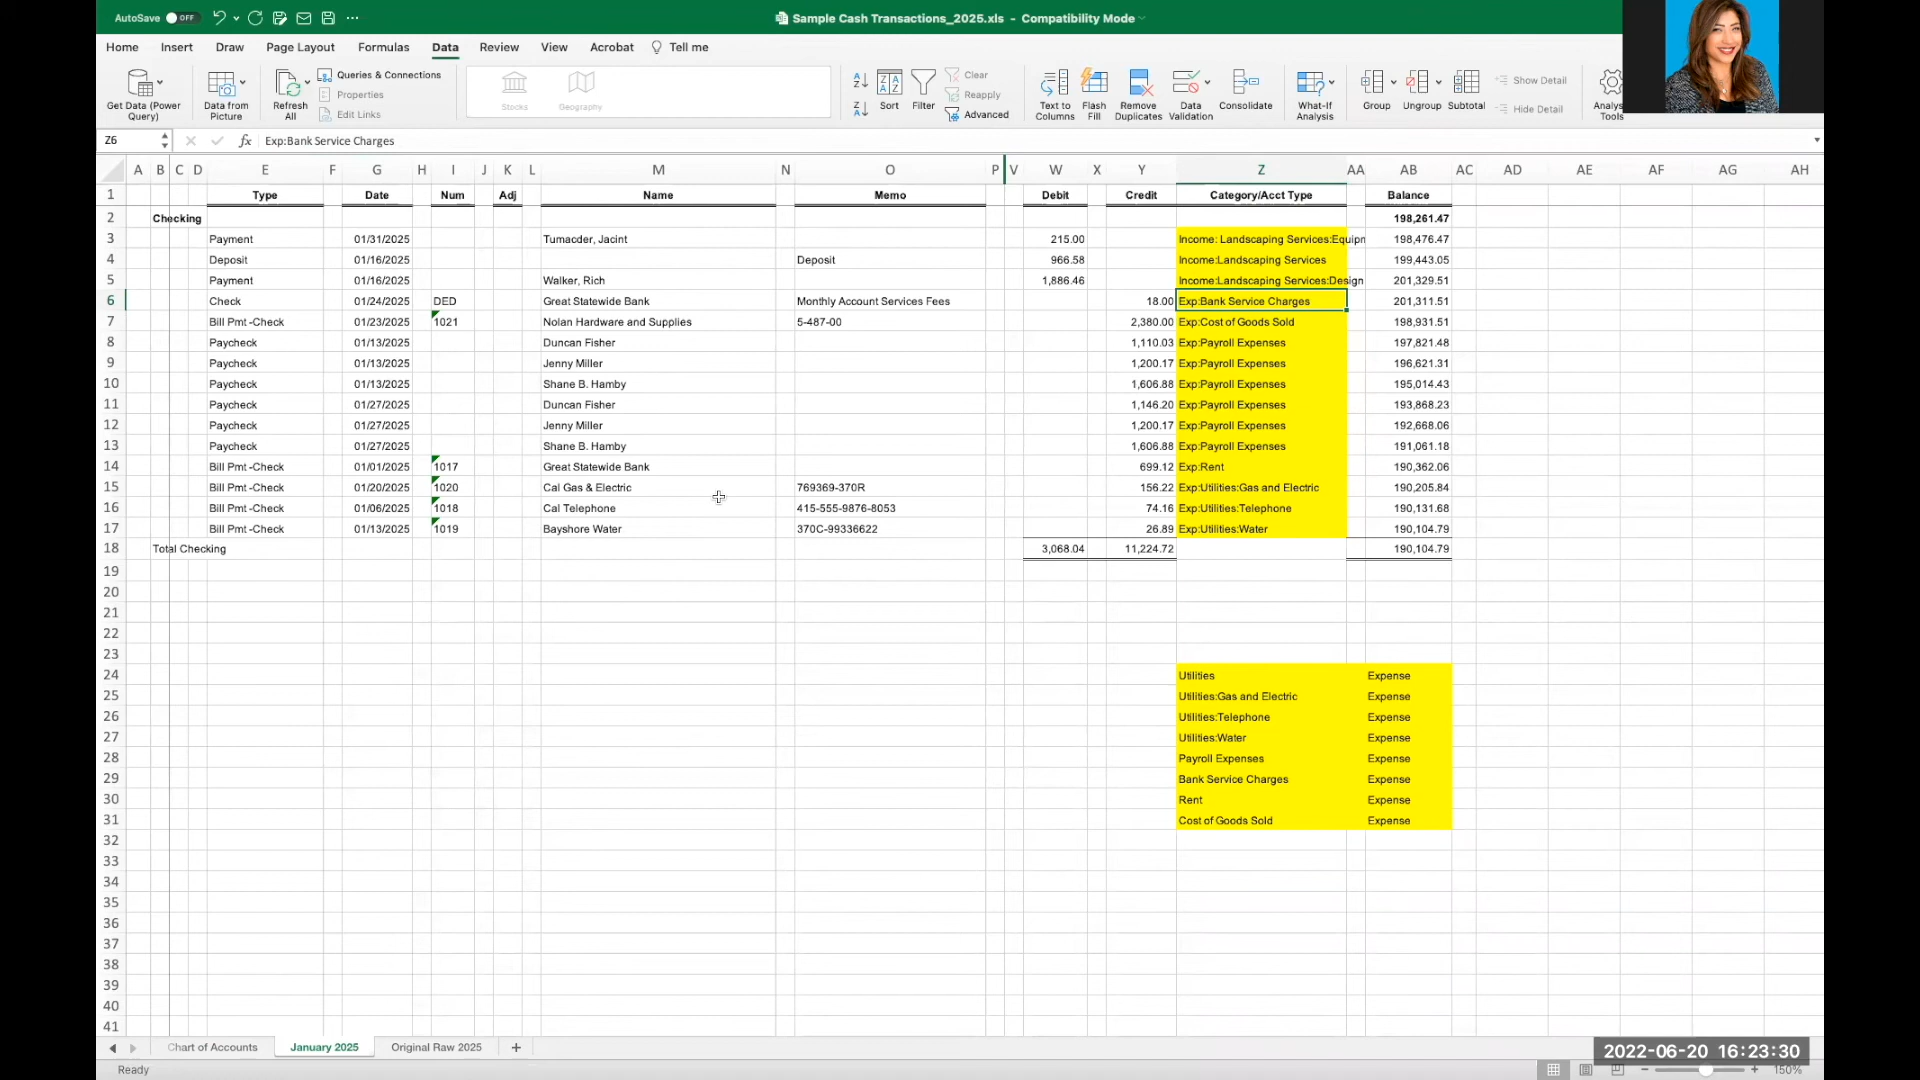 AutoSave OFF Sample Cash Transactions_2025.xls - Compatibility Mode
Home Insert Draw Page Layout Formulas Data Review View Acrobat Tell me
Get Data (Power Query) Data from Picture Refresh All Queries & Connections Properties Edit Links Stocks Geography Sort Filter Clear Reapply Advanced Text to Columns Flash Fill Remove Duplicates Data Validation Consolidate What-If Analysis Group Ungroup Subtotal Show Detail Hide Detail Tools
Z6 fx Exp:Bank Service Charges
A B C D E F G H I J K L M N O P V W X Y Z AA AB AC AD AE AF AG AH
1 Type Date Num Adj Name Memo Debit Credit Category/Acct Type Balance
2 Checking 198,261.47
3 Payment 01/31/2025 Tumacder, Jacint 215.00 Income: Landscaping Services:Equipn 198,476.47
4 Deposit 01/16/2025 Deposit 966.58 Income:Landscaping Services 199,443.05
5 Payment 01/16/2025 Walker, Rich 1,886.46 Income:Landscaping Services:Design 201,329.51
6 Check 01/24/2025 DED Great Statewide Bank Monthly Account Services Fees 18.00 Exp:Bank Service Charges 201,311.51
7 Bill Pmt -Check 01/23/2025 1021 Nolan Hardware and Supplies 5-487-00 2,380.00 Exp:Cost of Goods Sold 198,931.51
8 Paycheck 01/13/2025 Duncan Fisher 1,110.03 Exp:Payroll Expenses 197,821.48
9 Paycheck 01/13/2025 Jenny Miller 1,200.17 Exp:Payroll Expenses 196,621.31
10 Paycheck 01/13/2025 Shane B. Hamby 1,606.88 Exp:Payroll Expenses 195,014.43
11 Paycheck 01/27/2025 Duncan Fisher 1,146.20 Exp:Payroll Expenses 193,868.23
12 Paycheck 01/27/2025 Jenny Miller 1,200.17 Exp:Payroll Expenses 192,668.06
13 Paycheck 01/27/2025 Shane B. Hamby 1,606.88 Exp:Payroll Expenses 191,061.18
14 Bill Pmt -Check 01/01/2025 1017 Great Statewide Bank 699.12 Exp:Rent 190,362.06
15 Bill Pmt -Check 01/20/2025 1020 Cal Gas & Electric 769369-370R 156.22 Exp:Utilities:Gas and Electric 190,205.84
16 Bill Pmt -Check 01/06/2025 1018 Cal Telephone 415-555-9876-8053 74.16 Exp:Utilities:Telephone 190,131.68
17 Bill Pmt -Check 01/13/2025 1019 Bayshore Water 370C-99336622 26.89 Exp:Utilities:Water 190,104.79
18 Total Checking 3,068.04 11,224.72 190,104.79
19
20
21
22
23
24 Utilities Expense
25 Utilities:Gas and Electric Expense
26 Utilities:Telephone Expense
27 Utilities:Water Expense
28 Payroll Expenses Expense
29 Bank Service Charges Expense
30 Rent Expense
31 Cost of Goods Sold Expense
32
33
34
35
36
37
38
39
40
41
Chart of Accounts January 2025 Original Raw 2025
2022-06-20 16:23:30
Ready 150%